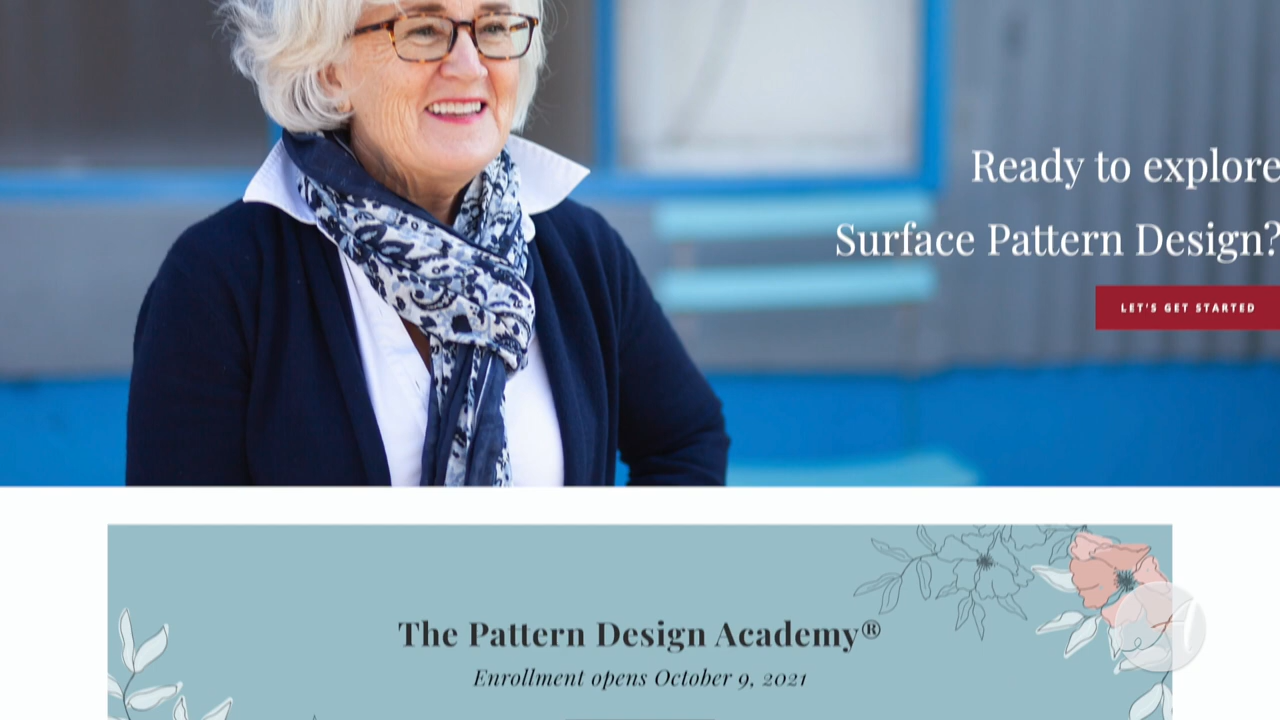 Ready to explore
Surface Pattern Design?
LET'S GET STARTED
The Pattern Design Academy®
Enrollment opens October 9, 2021